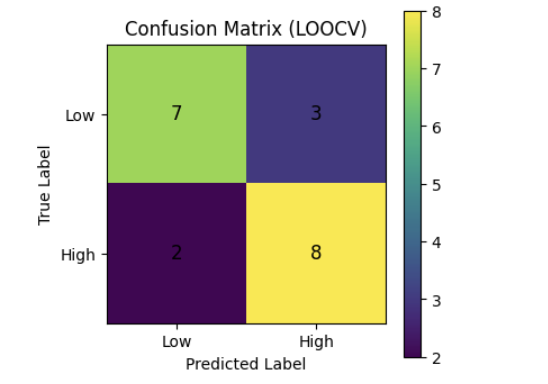 Confusion Matrix (LOOCV)
True Label
Low
7
3
High
2
8
Low
High
Predicted Label
8
7
6
5
4
3
2